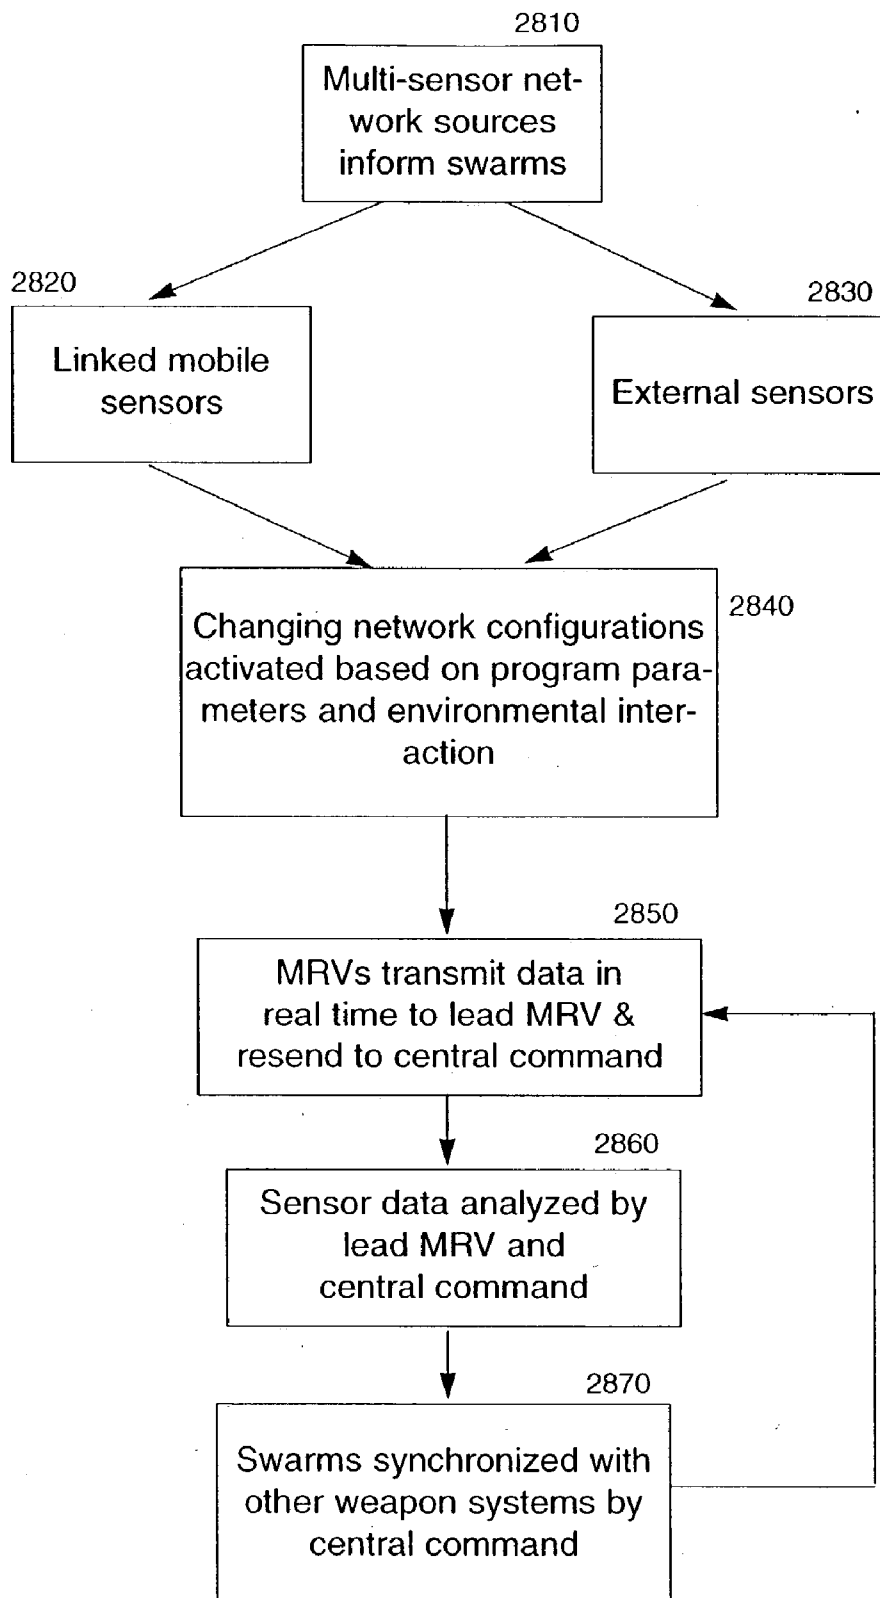 2810
Multi-sensor net-
work sources
inform swarms
2820
Linked mobile
sensors
2830
External sensors
2840
Changing network configurations
activated based on program para-
meters and environmental inter-
action
2850
MRVs transmit data in
real time to lead MRV &
resend to central command
2860
Sensor data analyzed by
lead MRV and
central command
2870
Swarms synchronized with
other weapon systems by
central command